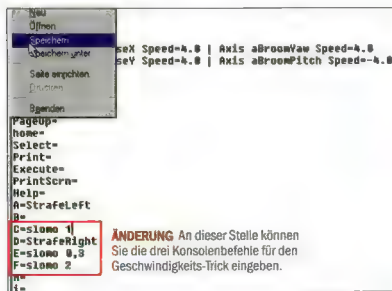 Neu
Öffnen
Speichern
Speichern unter
seX Speed=4.0 | Axis aBroomYaw Speed=4.0
seY Speed=4.0 | Axis aBroomPitch Speed=-4.0
Seite einrichten
Drucken
Beenden
PageUp=
home=
Select=
Print=
Execute=
PrintScrn=
Help=
A=StrafeLeft
B=
C=slomo 1
D=StrafeRight
E=slomo 0,3
F=slomo 2
ÄNDERUNG An dieser Stelle können
Sie die drei Konsolenbefehle für den
Geschwindigkeits-Trick eingeben.